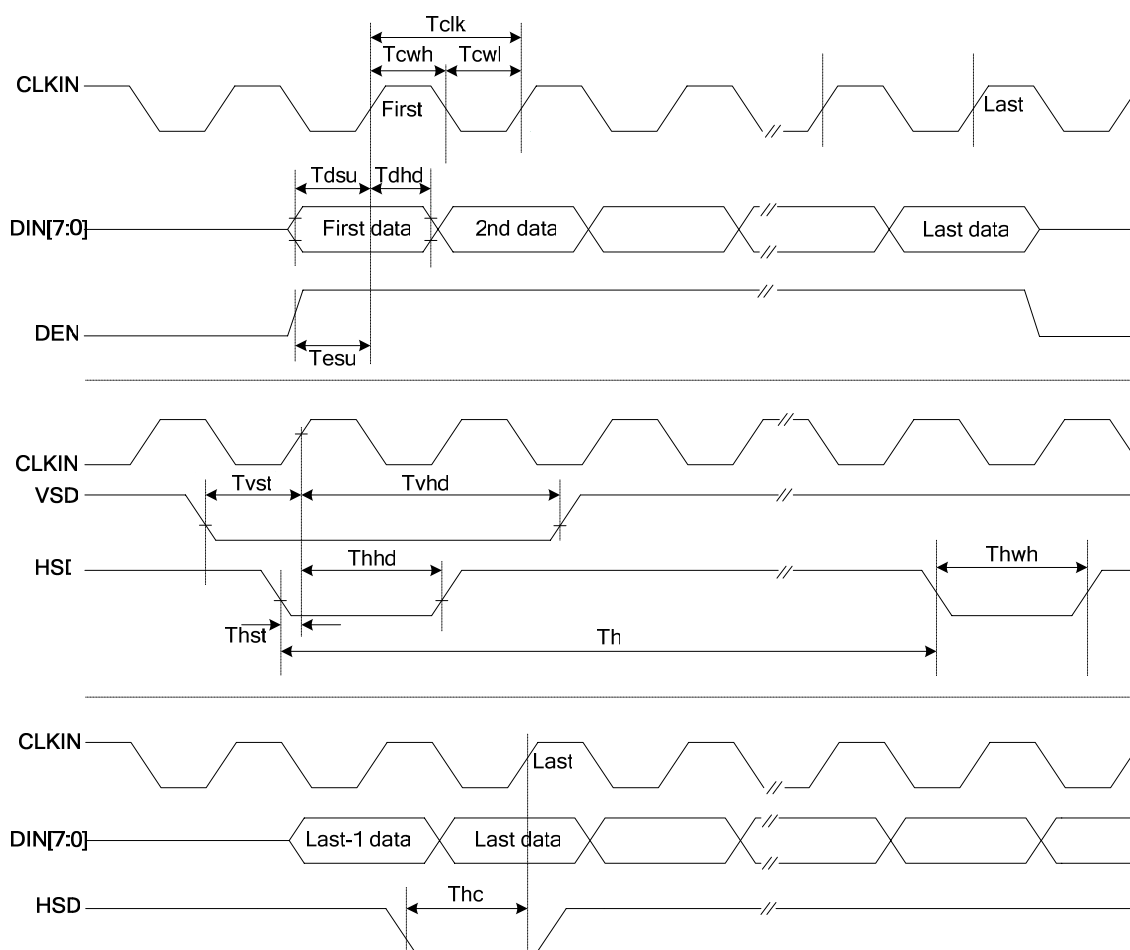 Tclk
Tcwh Tcwl
CLKIN
First
Last
Tdsu Tdhd
DIN[7:0]
First data
2nd data
Last data
DEN
Tesu
CLKIN
VSD
Tvst
Tvhd
HSI
Thhd
Thwh
Thst
Th
CLKIN
Last
DIN[7:0]
Last-1 data
Last data
HSD
Thc